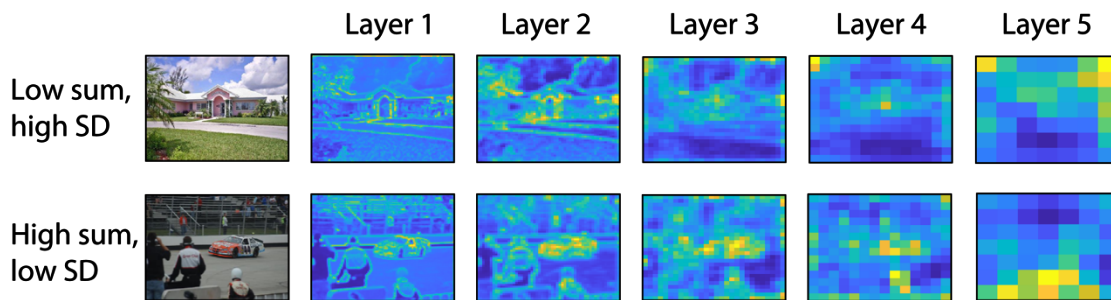 Layer 1 Layer 2 Layer 3 Layer 4 Layer 5
Low sum,
high SD
High sum,
low SD